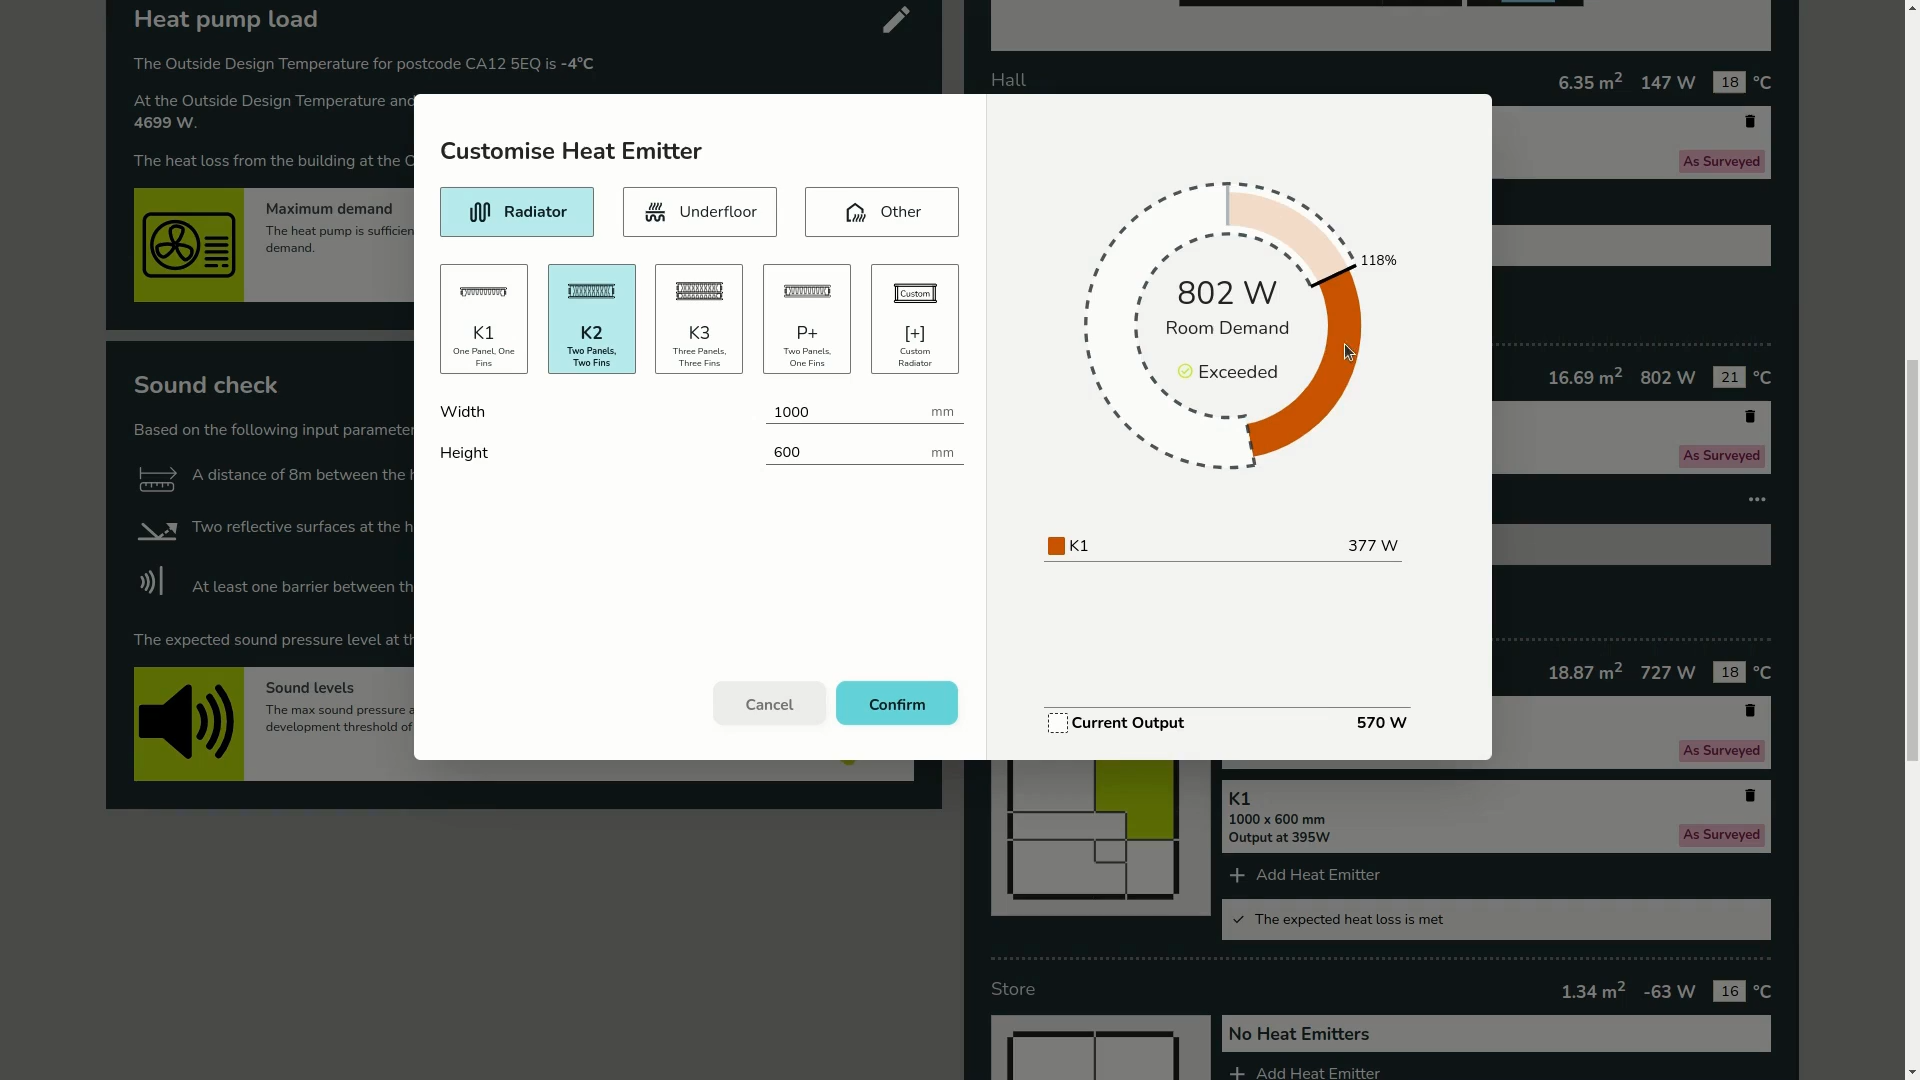 Heat pump load
The Outside Design Temperature for postcode CA12 5EQ is -4°C
At the Outside Design Temperature and
4699 W.
The heat loss from the building at the O
Maximum demand
The heat pump is sufficien
demand.
Sound check
Based on the following input parameter
A distance of 8m between the h
Two reflective surfaces at the h
At least one barrier between th
The expected sound pressure level at th
Sound levels
The max sound pressure a
development threshold of
Customise Heat Emitter
Radiator
Underfloor
Other
K1
One Panel, One
Fins
K2
Two Panels,
Two Fins
K3
Three Panels,
Three Fins
P+
Two Panels,
One Fins
Custom
[+]
Custom
Radiator
Width
1000 mm
Height
600 mm
Cancel
Confirm
118%
802 W
Room Demand
Exceeded
K1 377 W
Current Output 570 W
Hall
6.35 m² 147 W 18 °C
As Surveyed
16.69 m² 802 W 21 °C
As Surveyed
18.87 m² 727 W 18 °C
As Surveyed
K1
1000 x 600 mm
Output at 395W
As Surveyed
+ Add Heat Emitter
The expected heat loss is met
Store
1.34 m² -63 W 16 °C
No Heat Emitters
+ Add Heat Emitter